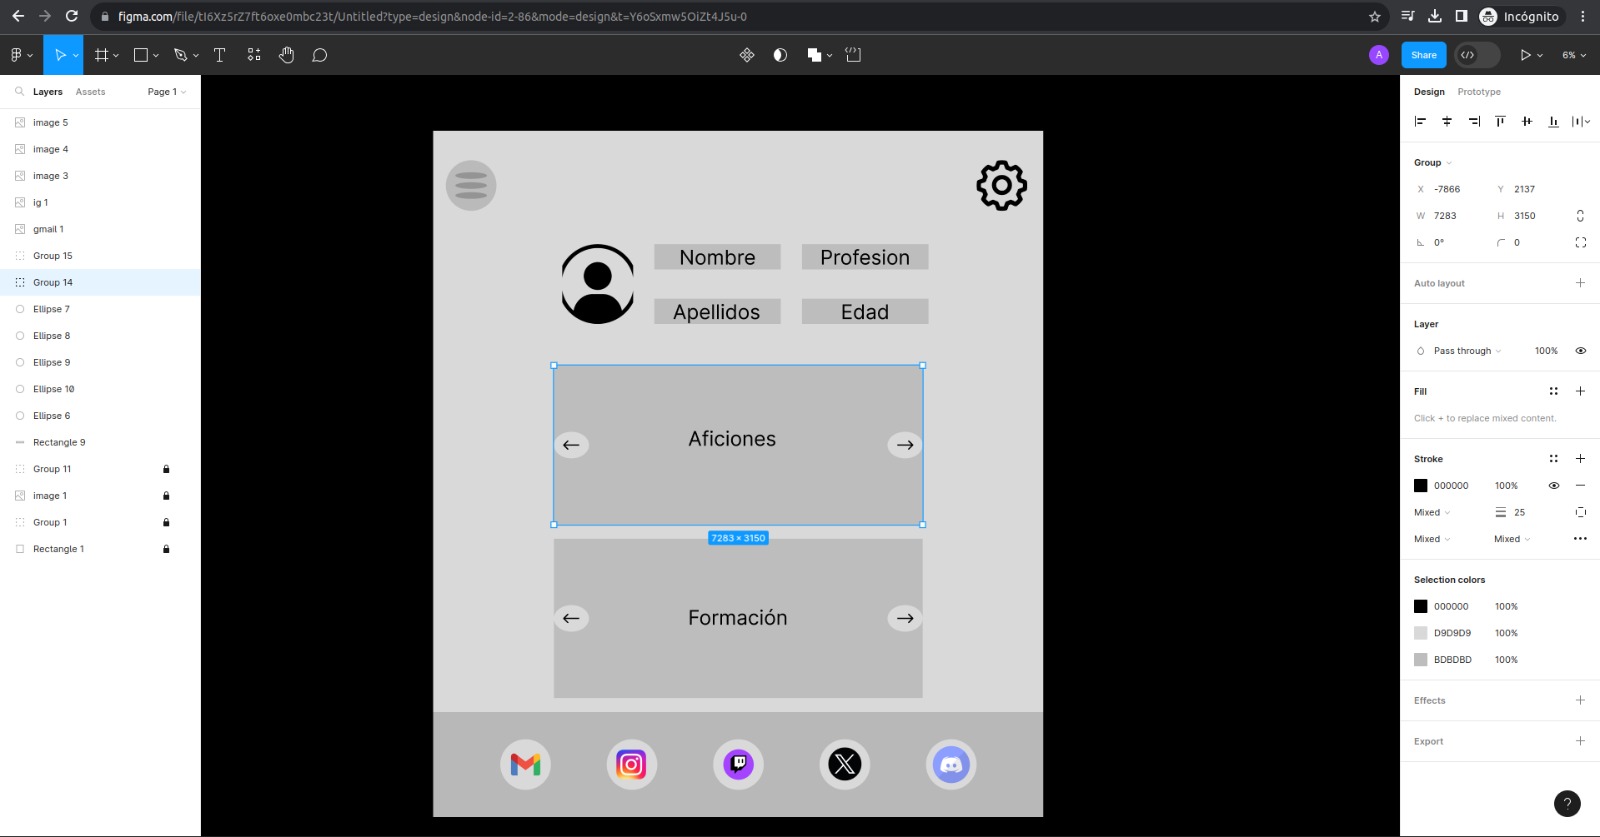 figma.com/file/tI6Xz5rZ7ft6oxe0mbc23t/Untitled?type=design&node-id=2-86&mode=design&t=Y6oSxmw5OiZt4J5u-0
Incógnito
A
Share
6%
Layers
Assets
Page 1
image 5
image 4
image 3
ig 1
gmail 1
Group 15
Group 14
Ellipse 7
Ellipse 8
Ellipse 9
Ellipse 10
Ellipse 6
Rectangle 9
Group 11
image 1
Group 1
Rectangle 1
Nombre
Profesion
Apellidos
Edad
Aficiones
7283 × 3150
Formación
Design
Prototype
Group
X -7866
Y 2137
W 7283
H 3150
0°
0
Auto layout
Layer
Pass through
100%
Fill
Click + to replace mixed content.
Stroke
000000 100%
Mixed
25
Mixed
Mixed
Selection colors
000000 100%
D9D9D9 100%
BDBDBD 100%
Effects
Export
?